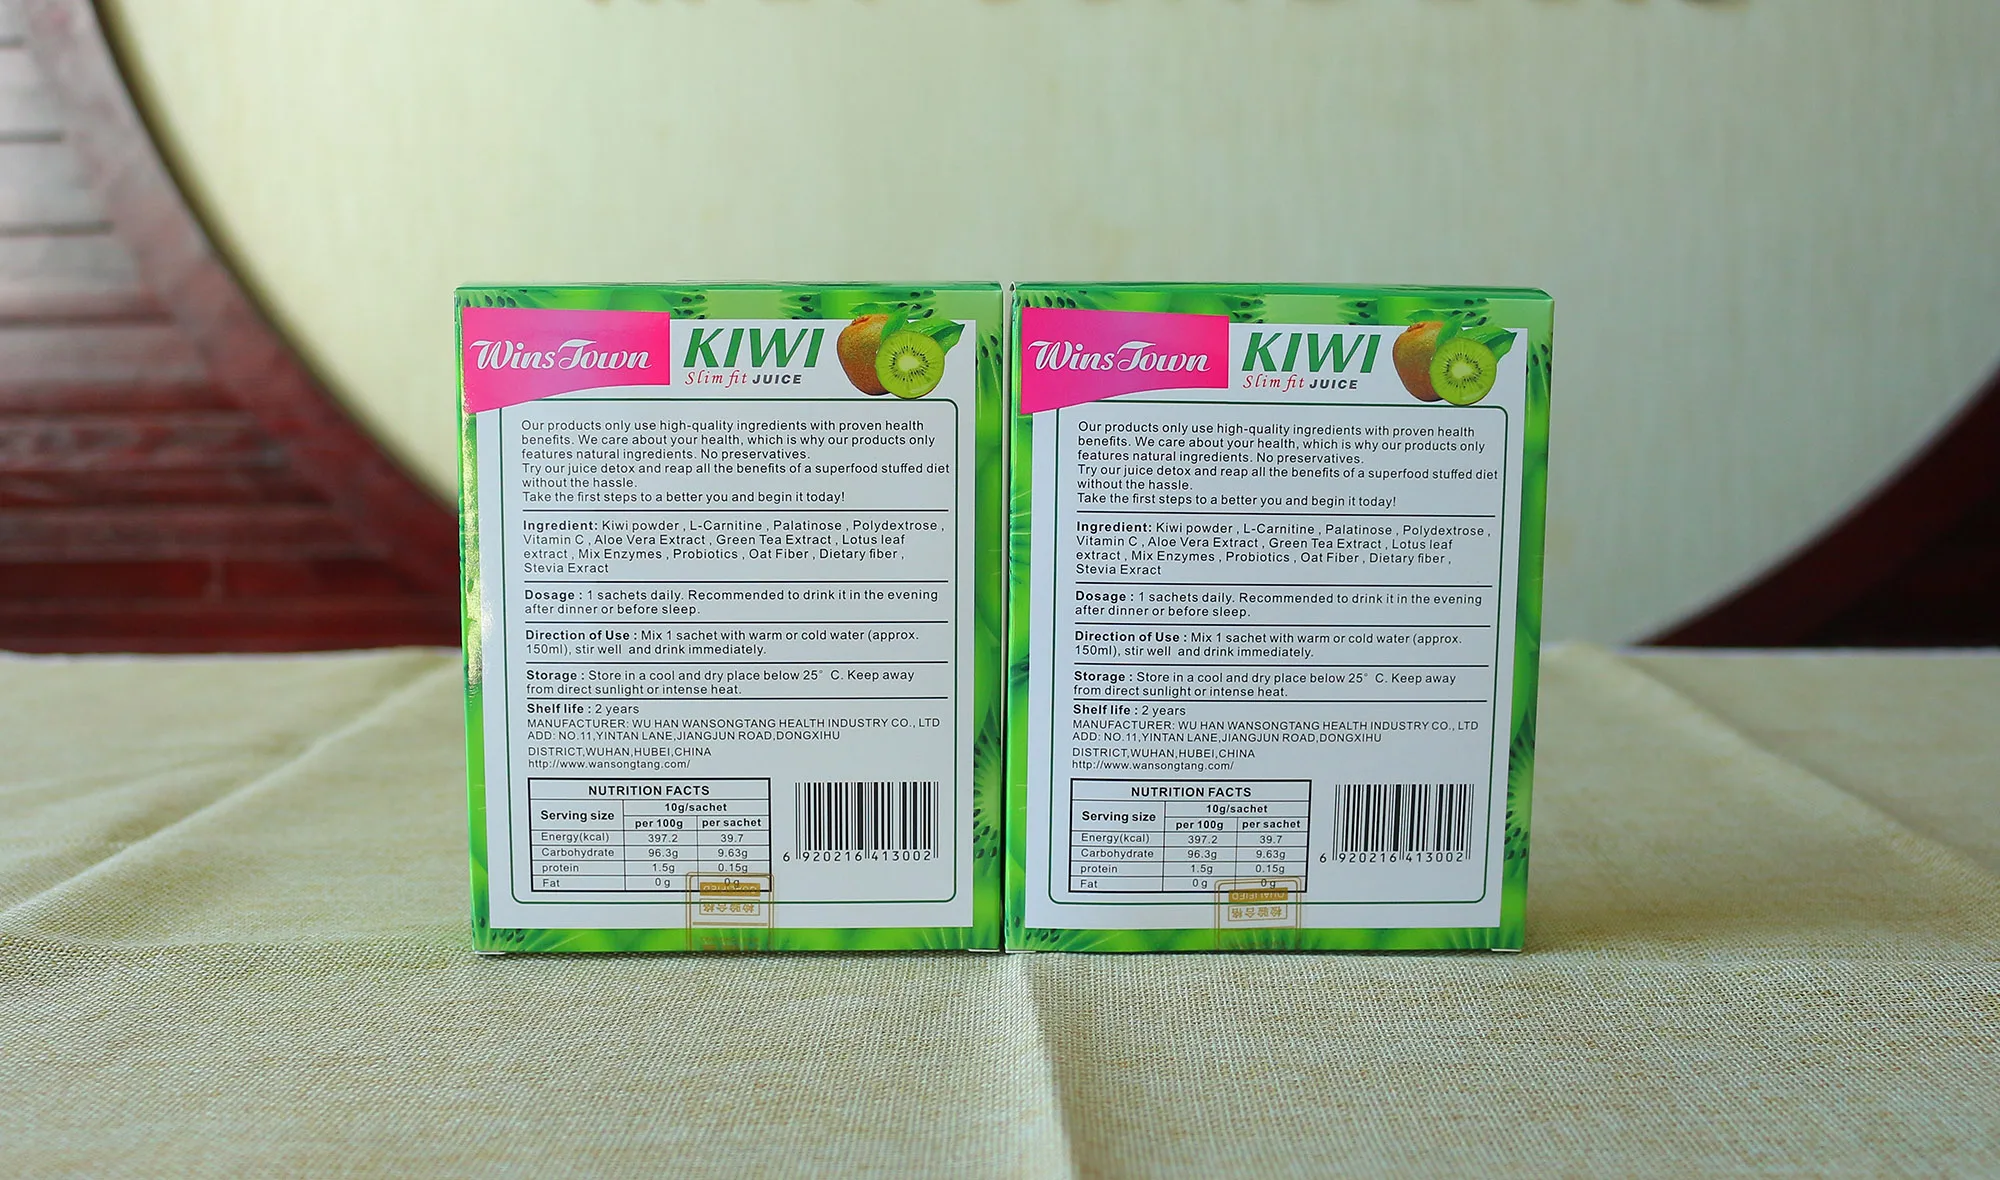 Wins Town
KIWI
Slim fit JUICE
Our products only use high-quality ingredients with proven health
benefits. We care about your health, which is why our products only
features natural ingredients. No preservatives.
Try our juice detox and reap all the benefits of a superfood stuffed diet
without the hassle.
Take the first steps to a better you and begin it today!
Ingredient: Kiwi powder , L-Carnitine , Palatinose , Polydextrose ,
Vitamin C , Aloe Vera Extract , Green Tea Extract , Lotus leaf
extract , Mix Enzymes , Probiotics , Oat Fiber , Dietary fiber ,
Stevia Exract
Dosage : 1 sachets daily. Recommended to drink it in the evening
after dinner or before sleep.
Direction of Use : Mix 1 sachet with warm or cold water (approx.
150ml), stir well and drink immediately.
Storage : Store in a cool and dry place below 25° C. Keep away
from direct sunlight or intense heat.
Shelf life : 2 years
MANUFACTURER: WU HAN WANSONGTANG HEALTH INDUSTRY CO., LTD
ADD: NO.11,YINTAN LANE,JIANGJUN ROAD,DONGXIHU
DISTRICT,WUHAN,HUBEI,CHINA
http://www.wansongtang.com/
NUTRITION FACTS
Serving size 10g/sachet
per 100g per sachet
Energy(kcal) 397.2 39.7
Carbohydrate 96.3g 9.63g
protein 1.5g 0.15g
Fat 0 g 0 g
6 920216 413002
QUALIFIED
检验合格
Wins Town
KIWI
Slim fit JUICE
Our products only use high-quality ingredients with proven health
benefits. We care about your health, which is why our products only
features natural ingredients. No preservatives.
Try our juice detox and reap all the benefits of a superfood stuffed diet
without the hassle.
Take the first steps to a better you and begin it today!
Ingredient: Kiwi powder , L-Carnitine , Palatinose , Polydextrose ,
Vitamin C , Aloe Vera Extract , Green Tea Extract , Lotus leaf
extract , Mix Enzymes , Probiotics , Oat Fiber , Dietary fiber ,
Stevia Exract
Dosage : 1 sachets daily. Recommended to drink it in the evening
after dinner or before sleep.
Direction of Use : Mix 1 sachet with warm or cold water (approx.
150ml), stir well and drink immediately.
Storage : Store in a cool and dry place below 25° C. Keep away
from direct sunlight or intense heat.
Shelf life : 2 years
MANUFACTURER: WU HAN WANSONGTANG HEALTH INDUSTRY CO., LTD
ADD: NO.11,YINTAN LANE,JIANGJUN ROAD,DONGXIHU
DISTRICT,WUHAN,HUBEI,CHINA
http://www.wansongtang.com/
NUTRITION FACTS
Serving size 10g/sachet
per 100g per sachet
Energy(kcal) 397.2 39.7
Carbohydrate 96.3g 9.63g
protein 1.5g 0.15g
Fat 0 g 0 g
6 920216 413002
QUALIFIED
检验合格